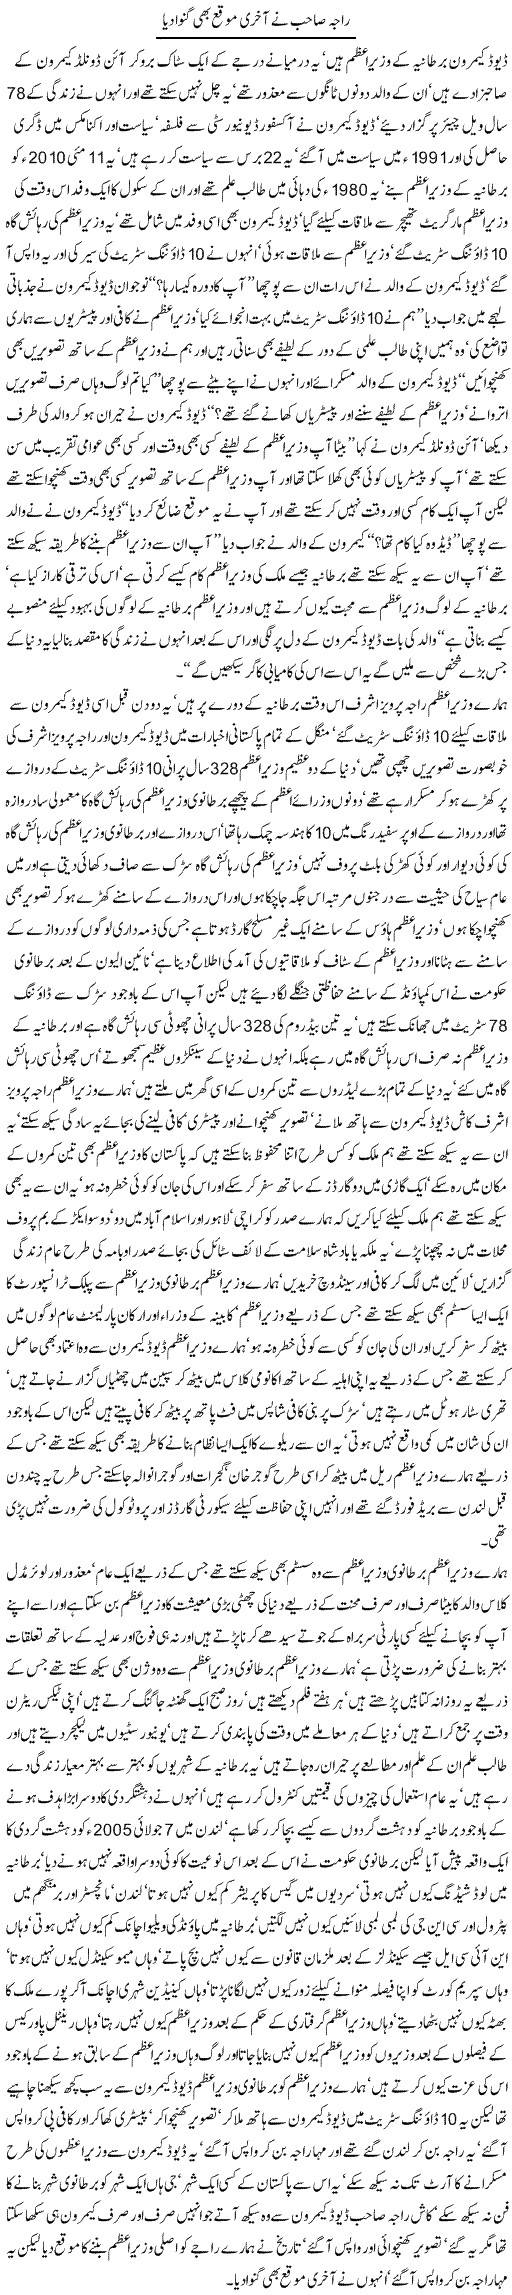 راجہ صاحب نے آخری موقع بھی گنوا دیا
ڈیوڈ کیمرون برطانیہ کے وزیراعظم ہیں‘ یہ درمیانے درجے کے ایک سٹاک بروکر آئن ڈونلڈ کیمرون کے
صاحبزادے ہیں‘ ان کے والد دونوں ٹانگوں سے معذور تھے‘ یہ چل نہیں سکتے تھے اور انہوں نے زندگی کے 78
سال ویل چیئر پر گزار دیئے‘ ڈیوڈ کیمرون نے آکسفورڈ یونیورسٹی سے فلسفہ‘ سیاست اور اکنامکس میں ڈگری
حاصل کی اور 1991ء میں سیاست میں آ گئے‘ یہ 22 برس سے سیاست کر رہے ہیں‘ یہ 11 مئی 2010ء کو
برطانیہ کے وزیراعظم بنے‘ یہ 1980ء کی دہائی میں طالب علم تھے اور ان کے سکول کا ایک وفد اس وقت کی
وزیراعظم مارگریٹ تھیچر سے ملاقات کیلئے گیا‘ ڈیوڈ کیمرون بھی اسی وفد میں شامل تھے‘ یہ وزیراعظم کی رہائش گاہ
10 ڈاؤننگ سٹریٹ گئے‘ وزیراعظم سے ملاقات ہوئی‘ انہوں نے 10 ڈاؤننگ سٹریٹ کی سیر کی اور یہ واپس آ
گئے‘ ڈیوڈ کیمرون کے والد نے اس رات ان سے پوچھا ’’آپ کا دورہ کیسا رہا؟‘‘ نوجوان ڈیوڈ کیمرون نے جذباتی
لہجے میں جواب دیا ’’ہم نے 10 ڈاؤننگ سٹریٹ میں بہت انجوائے کیا‘ وزیراعظم نے کافی اور پیسٹریوں سے ہماری
تواضع کی‘ وہ ہمیں اپنی طالب علمی کے دور کے لطیفے بھی سناتی رہیں اور ہم نے وزیراعظم کے ساتھ تصویریں بھی
کھنچوائیں‘‘ ڈیوڈ کیمرون کے والد مسکرائے اور انہوں نے اپنے بیٹے سے پوچھا ’’کیا تم لوگ وہاں صرف تصویریں
اتروانے‘ وزیراعظم کے لطیفے سننے اور پیسٹریاں کھانے گئے تھے؟‘‘ ڈیوڈ کیمرون نے حیران ہو کر والد کی طرف
دیکھا‘ آئن ڈونلڈ کیمرون نے کہا ’’بیٹا آپ وزیراعظم کے لطیفے کسی بھی وقت اور کسی بھی عوامی تقریب میں سن
سکتے تھے‘ آپ کو پیسٹریاں کوئی بھی کھلا سکتا تھا اور آپ وزیراعظم کے ساتھ تصویر کسی بھی وقت کھنچوا سکتے تھے
لیکن آپ ایک کام کسی اور وقت نہیں کر سکتے تھے اور آپ نے یہ موقع ضائع کر دیا‘‘ ڈیوڈ کیمرون نے نے والد
سے پوچھا ’’ڈیڈ وہ کیا کام تھا؟‘‘ کیمرون کے والد نے جواب دیا ’’آپ ان سے وزیراعظم بننے کا طریقہ سیکھ سکتے
تھے‘ آپ ان سے یہ سیکھ سکتے تھے برطانیہ جیسے ملک کی وزیراعظم کام کیسے کرتی ہے‘ اس کی ترقی کا راز کیا ہے‘
برطانیہ کے لوگ وزیراعظم سے محبت کیوں کرتے ہیں اور وزیراعظم برطانیہ کے لوگوں کی بہبود کیلئے منصوبے
کیسے بناتی ہے‘‘ والد کی بات ڈیوڈ کیمرون کے دل پر لگی اور اس کے بعد انہوں نے زندگی کا مقصد بنا لیا یہ دنیا کے
جس بڑے شخص سے ملیں گے یہ اس سے اس کی کامیابی کا گر سیکھیں گے‘‘۔
ہمارے وزیراعظم راجہ پرویز اشرف اس وقت برطانیہ کے دورے پر ہیں‘ یہ دو دن قبل اسی ڈیوڈ کیمرون سے
ملاقات کیلئے 10 ڈاؤننگ سٹریٹ گئے‘ منگل کے تمام پاکستانی اخبارات میں ڈیوڈ کیمرون اور راجہ پرویز اشرف کی
خوبصورت تصویریں چھپی تھیں‘ دنیا کے دو عظیم وزیراعظم 328 سال پرانی 10 ڈاؤننگ سٹریٹ کے دروازے
پر کھڑے ہو کر مسکرا رہے تھے‘ دونوں وزرائے اعظم کے پیچھے برطانوی وزیراعظم کی رہائش گاہ کا معمولی سا دروازہ
تھا اور دروازے کے اوپر سفید رنگ میں 10 کا ہندسہ چمک رہا تھا‘ اس دروازے اور برطانوی وزیراعظم کی رہائش گاہ
کی کوئی دیوار اور کوئی کھڑکی بلٹ پروف نہیں‘ وزیراعظم کی رہائش گاہ سڑک سے صاف دکھائی دیتی ہے اور میں
عام سیاح کی حیثیت سے درجنوں مرتبہ اس جگہ جا چکا ہوں اور اس دروازے کے سامنے کھڑے ہو کر تصویر بھی
کھنچوا چکا ہوں‘ وزیراعظم ہاؤس کے سامنے ایک غیر مسلح گارڈ ہوتا ہے جس کی ذمہ داری لوگوں کو دروازے کے
سامنے سے ہٹانا اور وزیراعظم کے سٹاف کو ملاقاتیوں کی آمد کی اطلاع دینا ہے‘ نائین الیون کے بعد برطانوی
حکومت نے اس کمپاؤنڈ کے سامنے حفاظتی جنگلے لگا دیئے ہیں لیکن آپ اس کے باوجود سڑک سے ڈاؤننگ
78 سٹریٹ میں جھانک سکتے ہیں‘ یہ تین بیڈ روم کی 328 سال پرانی چھوٹی سی رہائش گاہ ہے اور برطانیہ کے
وزیراعظم نہ صرف اس رہائش گاہ میں رہے بلکہ انہوں نے دنیا کے سینکڑوں عظیم سمجھوتے‘ اس چھوٹی سی رہائش
گاہ میں کئے‘ یہ دنیا کے تمام بڑے لیڈروں سے تین کمروں کے اسی گھر میں ملتے ہیں‘ ہمارے وزیراعظم راجہ پرویز
اشرف کاش ڈیوڈ کیمرون سے ہاتھ ملانے‘ تصویر کھنچوانے اور پیسٹری‘ کافی لینے کی بجائے یہ سادگی سیکھ سکتے‘ یہ
ان سے یہ سیکھ سکتے تھے ہم ملک کو کس طرح اتنا محفوظ بنا سکتے ہیں کہ پاکستان کا وزیراعظم بھی تین کمروں کے
مکان میں رہ سکے‘ ایک گاڑی میں دو گارڈز کے ساتھ سفر کر سکے اور اس کی جان کو کوئی خطرہ نہ ہو‘ یہ ان سے یہ بھی
سیکھ سکتے تھے ہم ملک کیلئے کیا کریں کہ ہمارے صدر کو کراچی‘ لاہور اور اسلام آباد میں دو‘ دو سو ایکڑ کے بم پروف
محلات میں نہ چھپنا پڑے‘ یہ ملکہ یا بادشاہ سلامت کے لائف سٹائل کی بجائے صدر اوبامہ کی طرح عام زندگی
گزاریں‘ لائین میں لگ کر کافی اور سینڈوچ خریدیں‘ ہمارے وزیراعظم برطانوی وزیراعظم سے پبلک ٹرانسپورٹ کا
ایک ایسا سسٹم بھی سیکھ سکتے تھے جس کے ذریعے وزیراعظم‘ کابینہ کے وزراء اور ارکان پارلیمنٹ عام لوگوں میں
بیٹھ کر سفر کریں اور ان کی جان کو کسی سے کوئی خطرہ نہ ہو‘ ہمارے وزیراعظم ڈیوڈ کیمرون سے وہ اعتماد بھی حاصل
کر سکتے تھے جس کے ذریعے یہ اپنی اہلیہ کے ساتھ اکانومی کلاس میں بیٹھ کر سپین میں چھٹیاں گزارنے جاتے ہیں‘
تھری سٹار ہوٹل میں رہتے ہیں‘ سڑک پر بنی کافی شاپس میں فٹ پاتھ پر بیٹھ کر کافی پیتے ہیں لیکن اس کے باوجود
ان کی شان میں کمی واقع نہیں ہوتی‘ یہ ان سے ریلوے کا ایک ایسا نظام بنانے کا طریقہ بھی سیکھ سکتے تھے جس کے
ذریعے ہمارے وزیراعظم ریل میں بیٹھ کر اسی طرح گوجر خان‘ گجرات اور گوجرانوالہ جا سکتے جس طرح یہ چند دن
قبل لندن سے بریڈ فورڈ گئے تھے اور انہیں اپنی حفاظت کیلئے سیکورٹی گارڈز اور پروٹوکول کی ضرورت نہیں پڑی
تھی۔
ہمارے وزیراعظم برطانوی وزیراعظم سے وہ سسٹم بھی سیکھ سکتے تھے جس کے ذریعے ایک عام‘ معذور اور لوئر مڈل
کلاس والد کا بیٹا صرف اور صرف محنت کے ذریعے دنیا کی چھٹی بڑی معیشت کا وزیراعظم بن سکتا ہے اور اسے اپنے
آپ کو بچانے کیلئے کسی پارٹی سربراہ کے جوتے سیدھے کرنا پڑتے ہیں اور نہ ہی فوج اور عدلیہ کے ساتھ تعلقات
بہتر بنانے کی ضرورت پڑتی ہے‘ ہمارے وزیراعظم برطانوی وزیراعظم سے وہ وژن بھی سیکھ سکتے تھے جس کے
ذریعے یہ روزانہ کتابیں پڑھتے ہیں‘ ہر ہفتے فلم دیکھتے ہیں‘ روز صبح ایک گھنٹہ جاگنگ کرتے ہیں‘ اپنی ٹیکس ریٹرن
وقت پر جمع کراتے ہیں‘ دنیا کے ہر معاملے میں وقت کی پابندی کرتے ہیں‘ یونیورسٹیوں میں لیکچر دیتے ہیں اور
طالب علم ان کے علم اور مطالعے پر حیران رہ جاتے ہیں‘ یہ برطانیہ کے شہریوں کو بہتر سے بہتر معیار زندگی دے
رہے ہیں‘ یہ عام استعمال کی چیزوں کی قیمتیں کنٹرول کر رہے ہیں‘ انہوں نے دہشتگردی کا دوسرا بڑا ہدف ہونے
کے باوجود برطانیہ کو دہشت گردوں سے کیسے بچا کر رکھا ہے‘ لندن میں 7 جولائی 2005ء کو دہشت گردی کا
ایک واقعہ پیش آیا لیکن برطانوی حکومت نے اس کے بعد اس نوعیت کا کوئی دوسرا واقعہ نہیں ہونے دیا‘ برطانیہ
میں لوڈ شیڈنگ کیوں نہیں ہوتی‘ سردیوں میں گیس کا پریشر کم کیوں نہیں ہوتا‘ لندن‘ مانچسٹر اور برمنگھم میں
پٹرول اور سی این جی کی لمبی لمبی لائنیں کیوں نہیں لگتیں‘ برطانیہ میں پاؤنڈ کی ویلیو اچانک کم کیوں نہیں ہوتی‘ وہاں
این آئی سی ایل جیسے سکینڈلز کے بعد ملزمان قانون سے کیوں نہیں بچ پاتے‘ وہاں میمو سکینڈل کیوں نہیں ہوتا‘
وہاں سپریم کورٹ کو اپنا فیصلہ منوانے کیلئے زور کیوں نہیں لگانا پڑتا‘ وہاں کینیڈین شہری اچانک آ کر پورے ملک کا
بھٹہ کیوں نہیں بٹھا دیتے‘ وہاں وزیراعظم گرفتاری کے حکم کے بعد وزیراعظم کیوں نہیں رہتا‘ وہاں رینٹل پاور کیس
کے فیصلوں کے بعد وزیروں کو وزیراعظم کیوں نہیں بنایا جاتا اور لوگ وہاں وزیراعظم کے سابق ہونے کے باوجود
اس کی عزت کیوں کرتے ہیں‘ ہمارے وزیراعظم کو برطانوی وزیراعظم ڈیوڈ کیمرون سے یہ سب کچھ سیکھنا چاہیے
تھا لیکن یہ 10 ڈاؤننگ سٹریٹ میں ڈیوڈ کیمرون سے ہاتھ ملا کر‘ تصویر کھنچوا کر‘ پیسٹری کھا کر اور کافی پی کر واپس
آ گئے‘ یہ راجہ بن کر لندن گئے تھے اور مہاراجہ بن کر واپس آ گئے‘ یہ ڈیوڈ کیمرون سے وزیراعظموں کی طرح
مسکرانے کا آرٹ تک نہ سیکھ سکے‘ یہ اس سے پاکستان کے کسی ایک شہر‘ جی ہاں ایک شہر کو برطانوی شہر بنانے کا
فن نہ سیکھ سکے‘ کاش راجہ صاحب ڈیوڈ کیمرون سے وہ سیکھ آتے جو انہیں صرف اور صرف کیمرون ہی سکھا سکتا
تھا مگر یہ گئے‘ تصویر کھنچوائی اور واپس آ گئے‘ تاریخ نے ہمارے راجے کو اصلی وزیراعظم بننے کا موقع دیا لیکن یہ
مہاراجہ بن کر واپس آ گئے‘ انہوں نے آخری موقع بھی گنوا دیا۔